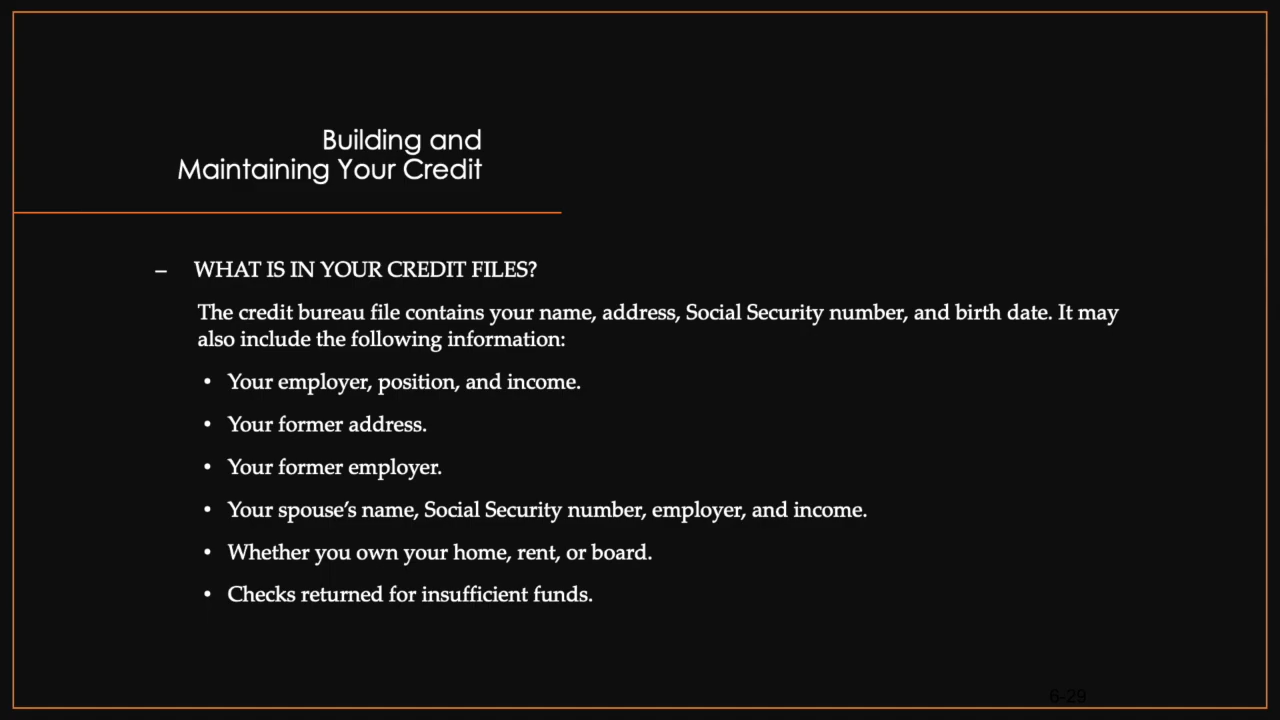 Building and
Maintaining Your Credit
– WHAT IS IN YOUR CREDIT FILES?
The credit bureau file contains your name, address, Social Security number, and birth date. It may
also include the following information:
• Your employer, position, and income.
• Your former address.
• Your former employer.
• Your spouse’s name, Social Security number, employer, and income.
• Whether you own your home, rent, or board.
• Checks returned for insufficient funds.
6-29